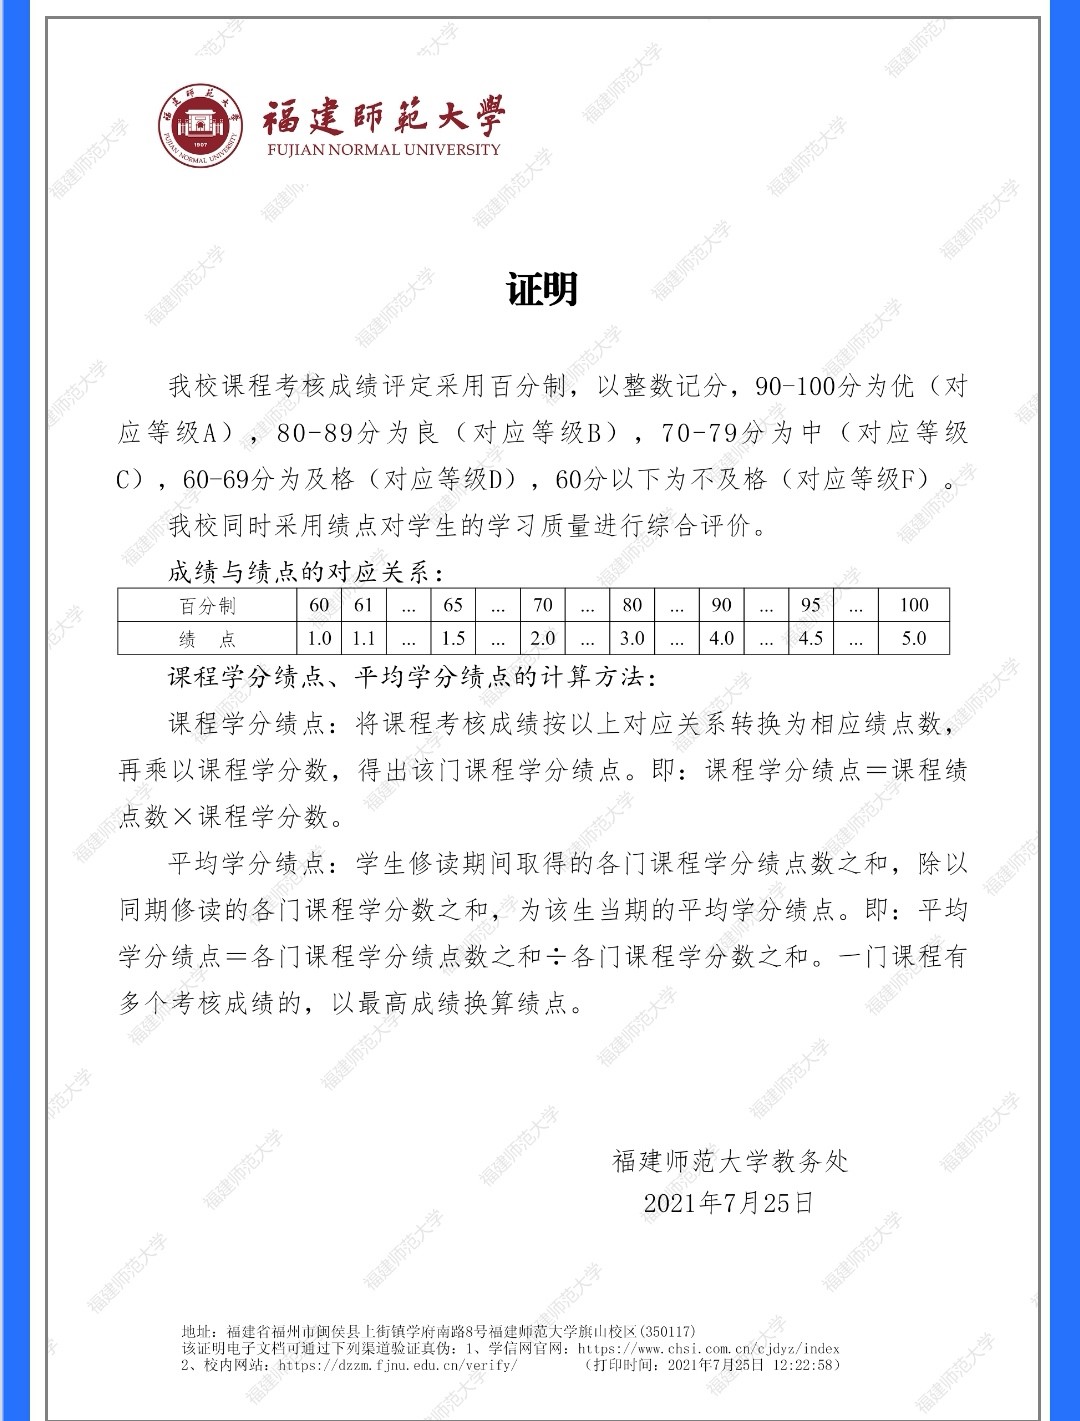 福建師範大學
FUJIAN NORMAL UNIVERSITY
证明
我校课程考核成绩评定采用百分制，以整数记分，90-100分为优（对
应等级A），80-89分为良（对应等级B），70-79分为中（对应等级
C），60-69分为及格（对应等级D），60分以下为不及格（对应等级F）。
我校同时采用绩点对学生的学习质量进行综合评价。
成绩与绩点的对应关系：
百分制 60 61 ... 65 ... 70 ... 80 ... 90 ... 95 ... 100
绩 点 1.0 1.1 ... 1.5 ... 2.0 ... 3.0 ... 4.0 ... 4.5 ... 5.0
课程学分绩点、平均学分绩点的计算方法：
课程学分绩点：将课程考核成绩按以上对应关系转换为相应绩点数，
再乘以课程学分数，得出该门课程学分绩点。即：课程学分绩点＝课程绩
点数×课程学分数。
平均学分绩点：学生修读期间取得的各门课程学分绩点数之和，除以
同期修读的各门课程学分数之和，为该生当期的平均学分绩点。即：平均
学分绩点＝各门课程学分绩点数之和÷各门课程学分数之和。一门课程有
多个考核成绩的，以最高成绩换算绩点。
福建师范大学教务处
2021年7月25日
地址：福建省福州市闽侯县上街镇学府南路8号福建师范大学旗山校区(350117)
该证明电子文档可通过下列渠道验证真伪：1、学信网官网：https://www.chsi.com.cn/cjdyz/index
2、校内网站：https://dzzm.fjnu.edu.cn/verify/ （打印时间：2021年7月25日 12:22:58）